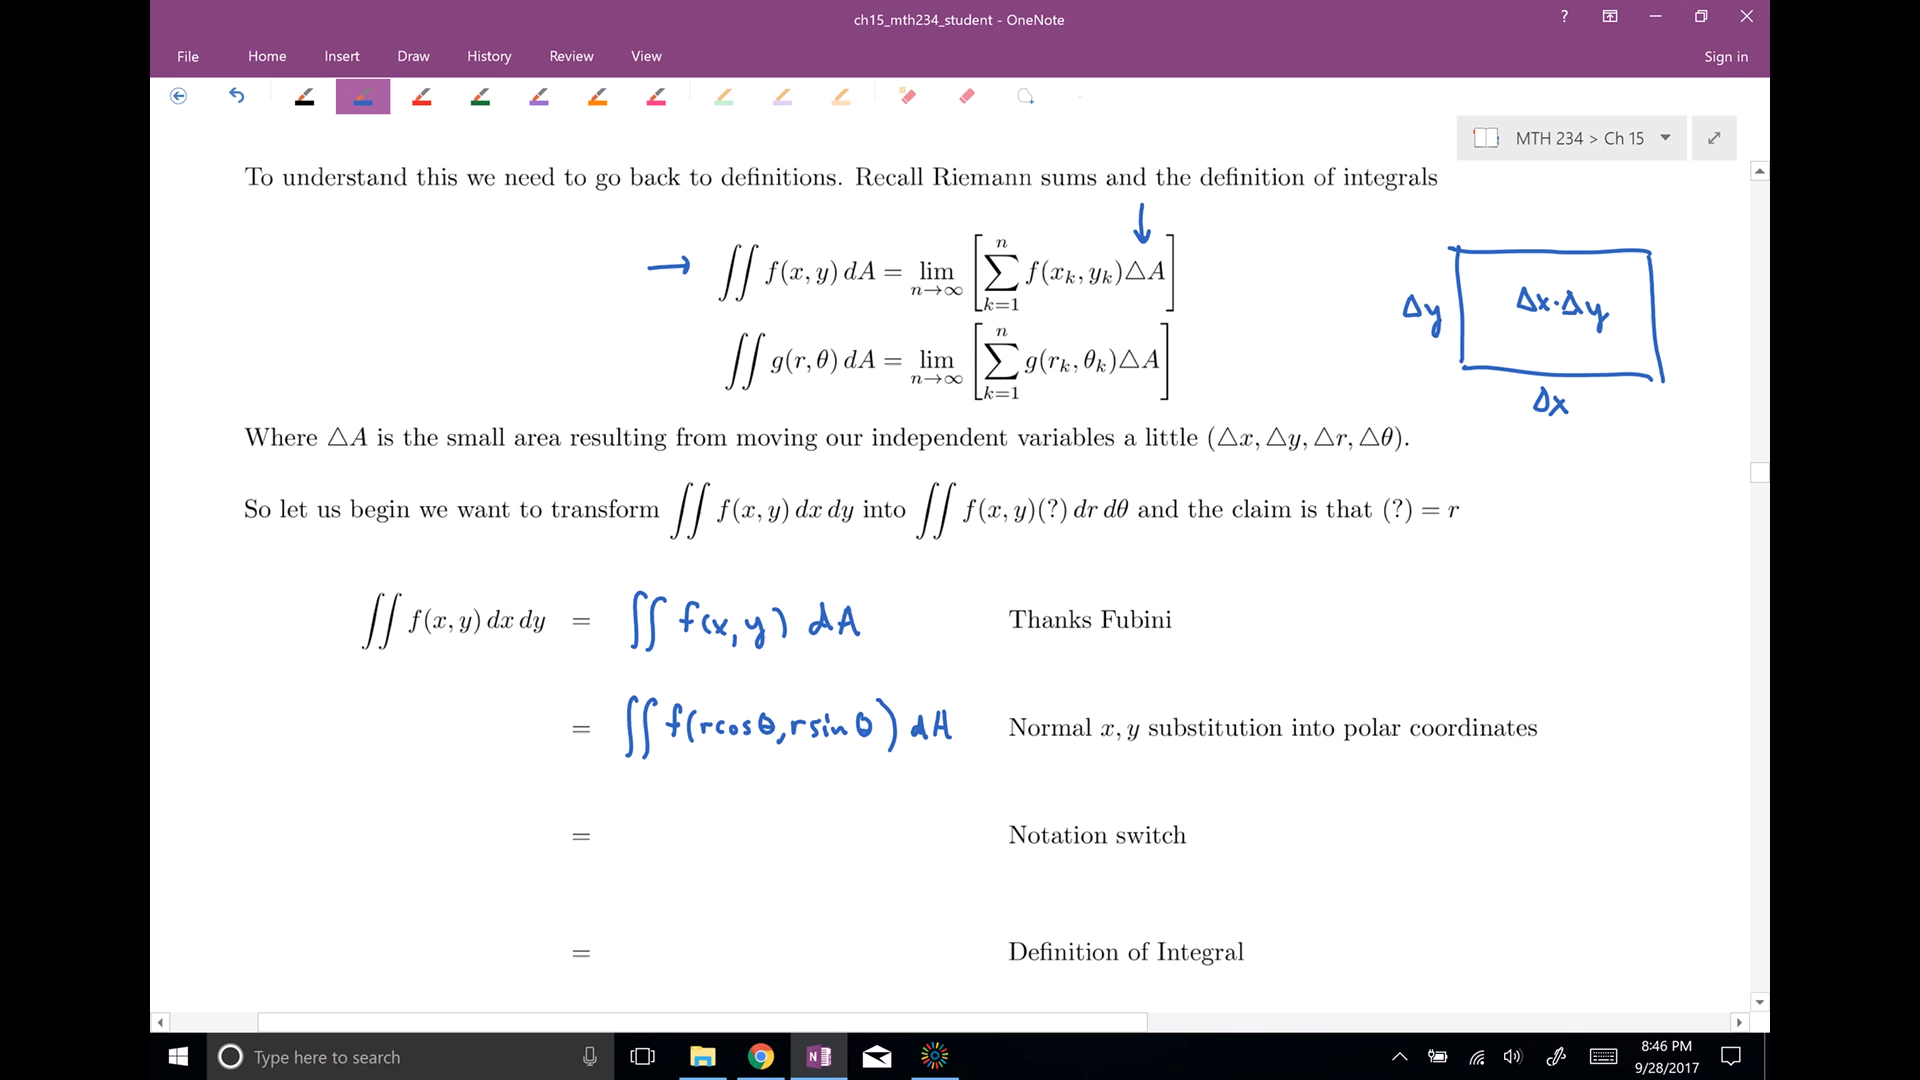 ch15_mth234_student - OneNote
?
File Home Insert Draw History Review View Sign in
MTH 234 > Ch 15
To understand this we need to go back to definitions. Recall Riemann sums and the definition of integrals
→ ∬ f(x, y) dA = lim_{n→∞} [∑_{k=1}^{n} f(x_k, y_k)△A]
∬ g(r, θ) dA = lim_{n→∞} [∑_{k=1}^{n} g(r_k, θ_k)△A]
Δy
Δx·Δy
Δx
Where △A is the small area resulting from moving our independent variables a little (△x, △y, △r, △θ).
So let us begin we want to transform ∬ f(x, y) dx dy into ∬ f(x, y)(?) dr dθ and the claim is that (?) = r
∬ f(x, y) dx dy = ∬ f(x, y) dA Thanks Fubini
= ∬ f(r cos θ, r sin θ) dA Normal x, y substitution into polar coordinates
= Notation switch
= Definition of Integral
Type here to search
N
8:46 PM
9/28/2017